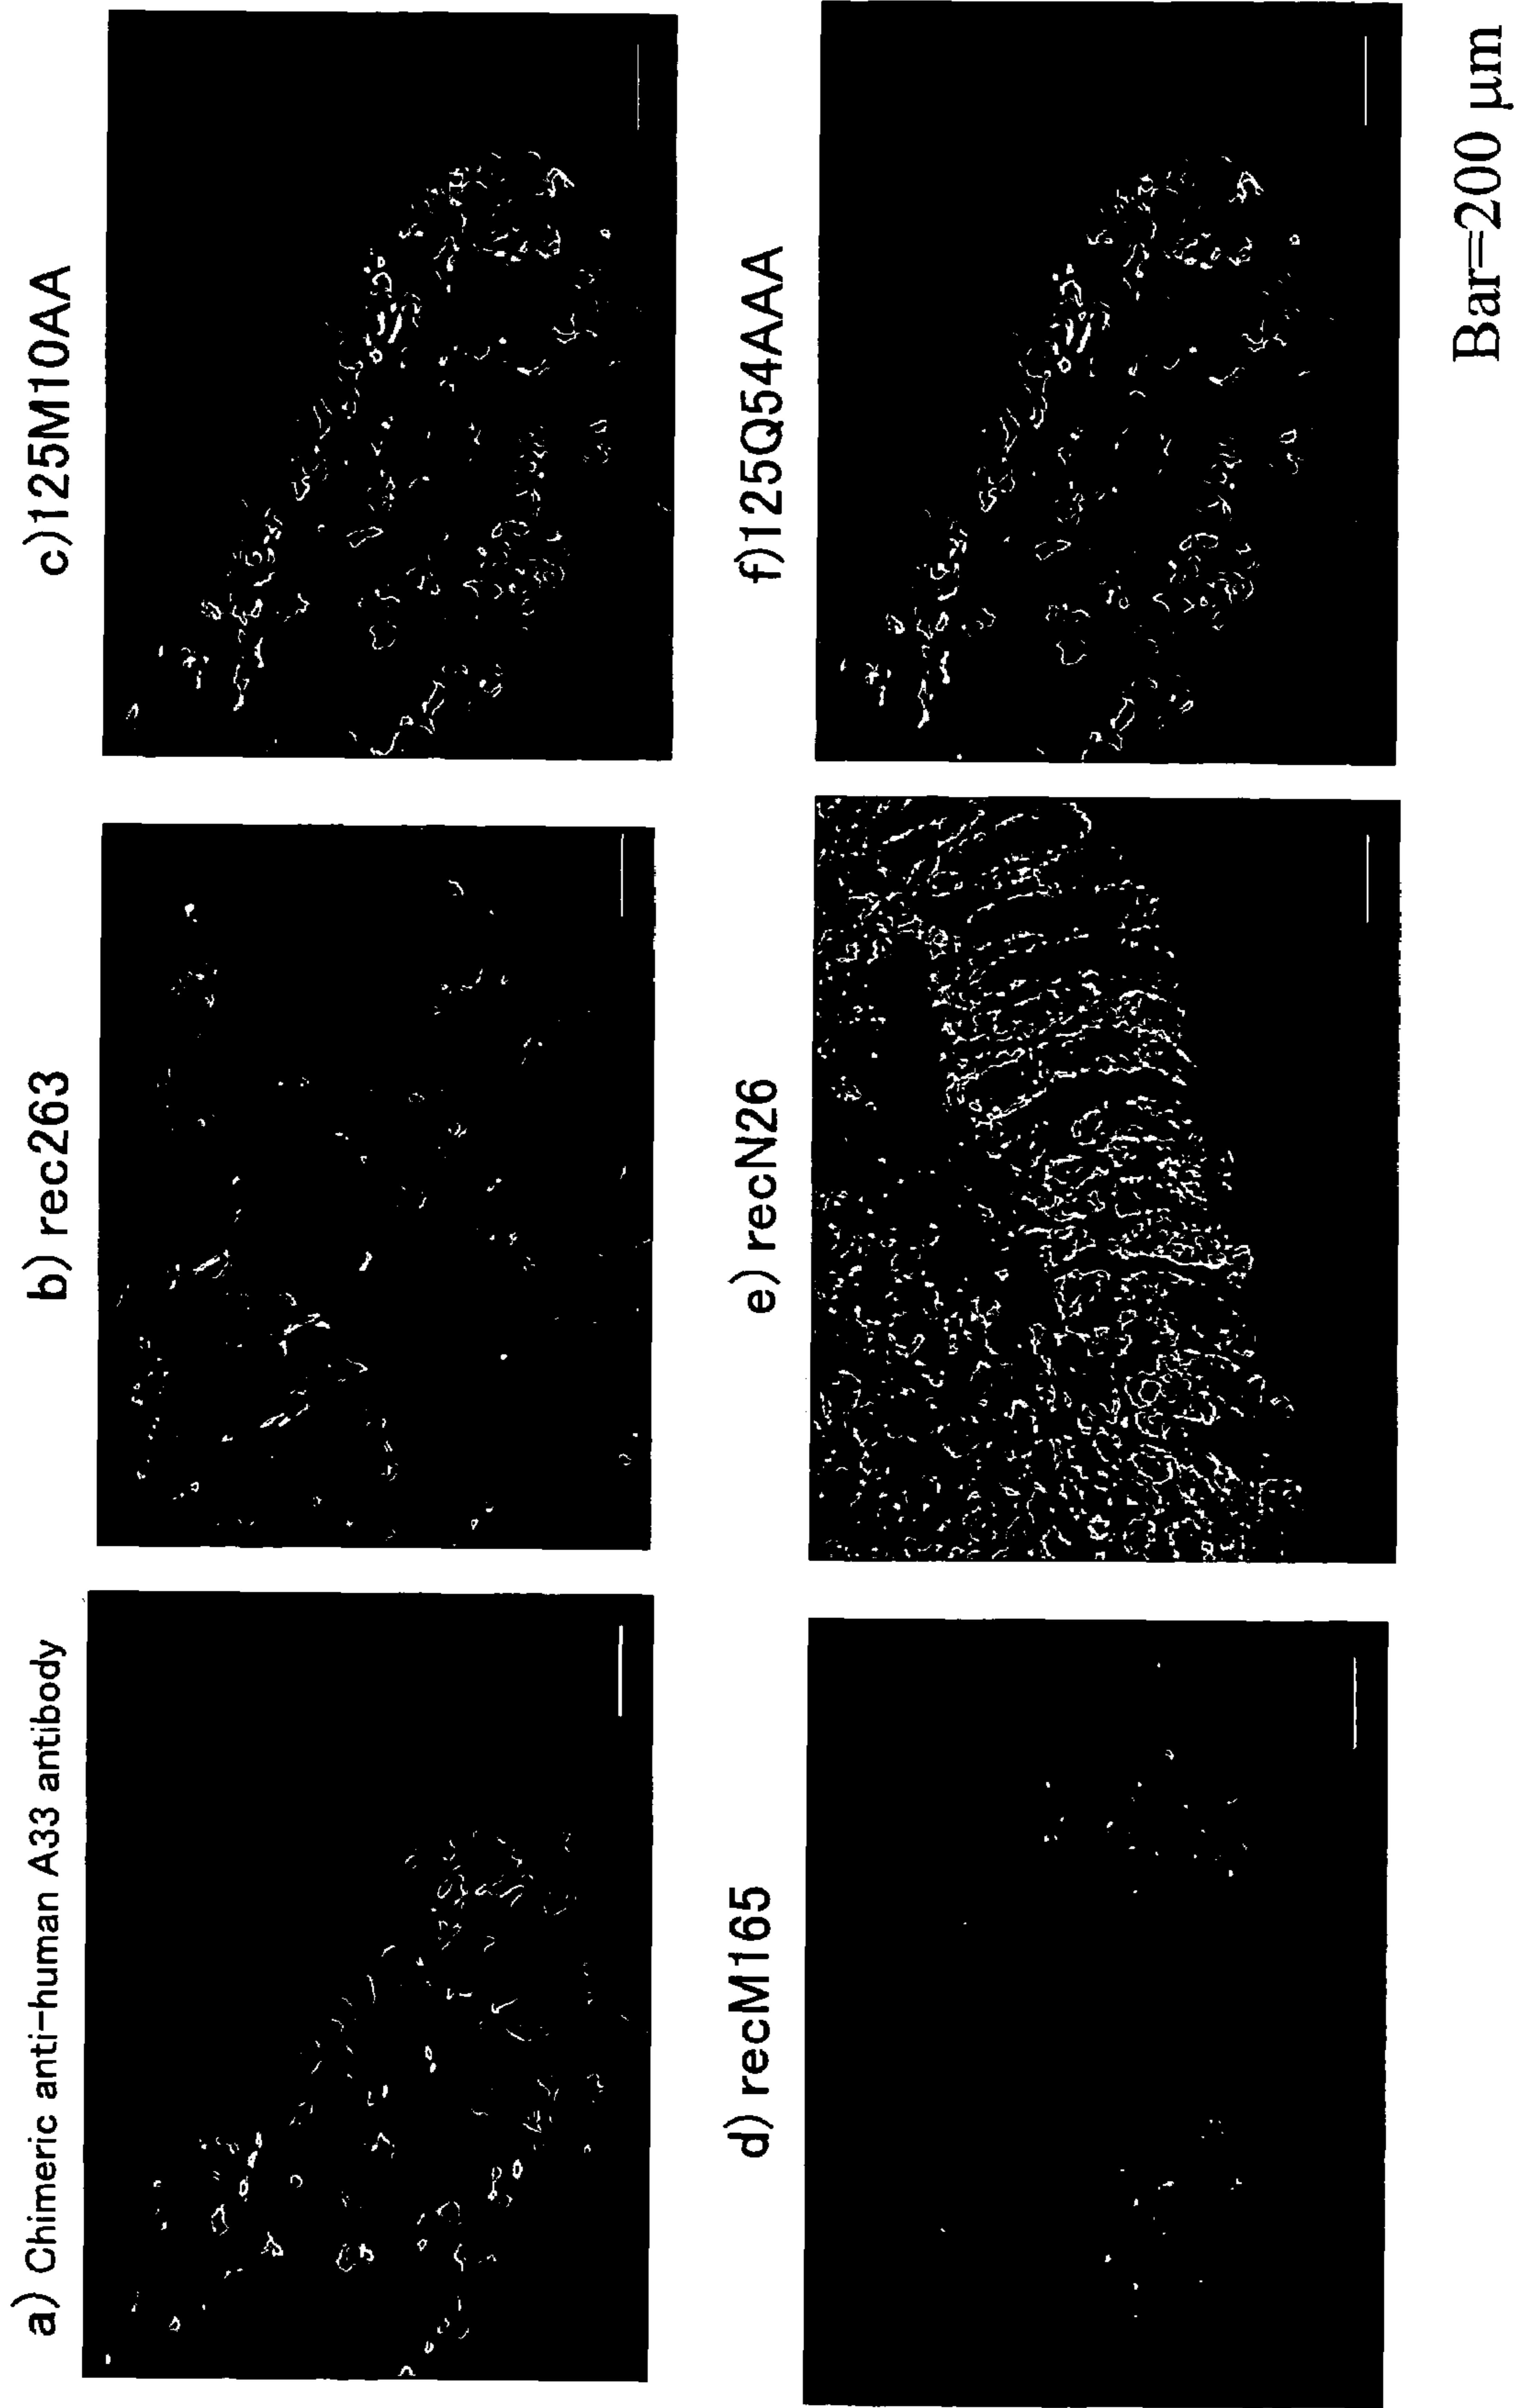 a) Chimeric anti-human A33 antibody
b) rec263
c)125M10AA
d) recM165
e) recN26
f)125Q54AAA
Bar=200 μm